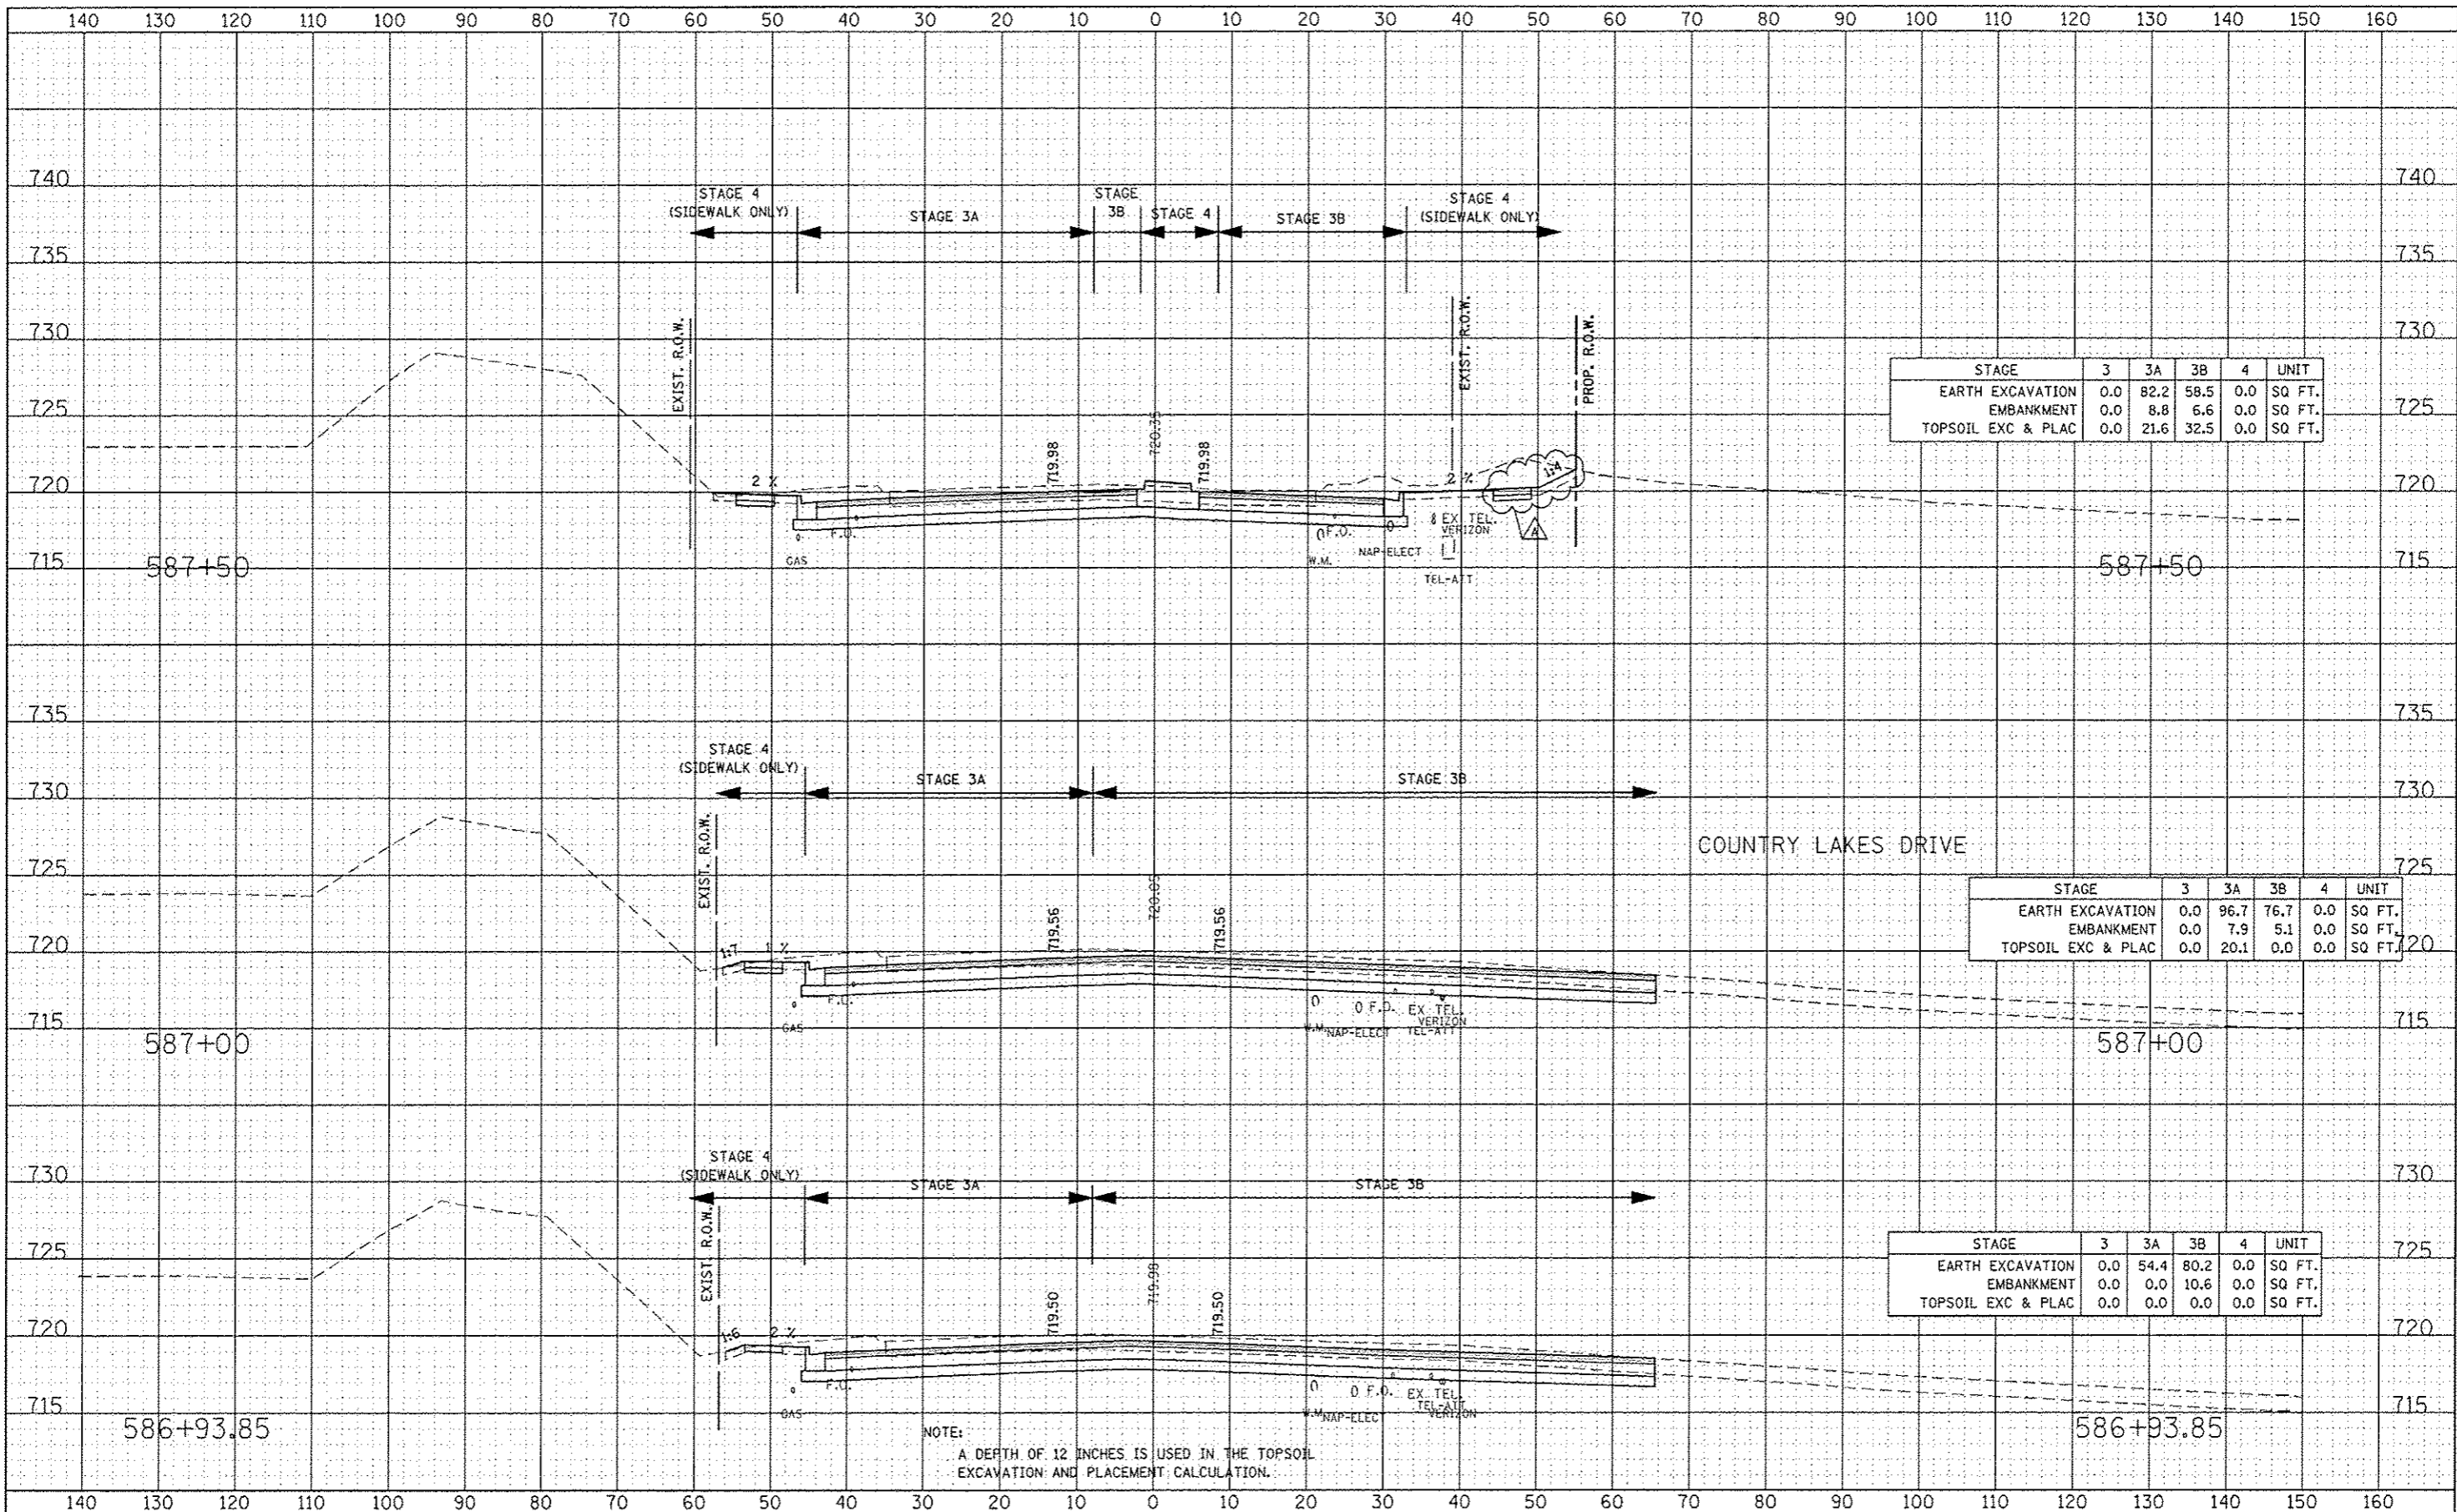 140 130 120 110 100 90 80 70 60 50 40 30 20 10 0 10 20 30 40 50 60 70 80 90 100 110 120 130 140 150 160
740 740
STAGE 4 STAGE STAGE 4
(SIDEWALK ONLY) STAGE 3A 3B STAGE 4 STAGE 3B (SIDEWALK ONLY)
735 735
730 730
EXIST. R.O.W. EXIST. R.O.W. PROP. R.O.W.
STAGE 3 3A 3B 4 UNIT
EARTH EXCAVATION 0.0 82.2 58.5 0.0 SQ FT.
EMBANKMENT 0.0 8.8 6.6 0.0 SQ FT.
TOPSOIL EXC & PLAC 0.0 21.6 32.5 0.0 SQ FT.
725 725
719.98 720.35 719.98
2 % 2 % 1:4
720 720
F.O. F.O. EX TEL.
VERIZON A
GAS W.M. NAP-ELECT
TEL-ATT
715 587+50 587+50 715
735 735
STAGE 4
(SIDEWALK ONLY) STAGE 3A STAGE 3B
730 730
EXIST. R.O.W.
COUNTRY LAKES DRIVE
725 725
STAGE 3 3A 3B 4 UNIT
EARTH EXCAVATION 0.0 96.7 76.7 0.0 SQ FT.
EMBANKMENT 0.0 7.9 5.1 0.0 SQ FT.
TOPSOIL EXC & PLAC 0.0 20.1 0.0 0.0 SQ FT.
719.56 720.05 719.56
1:7 1 %
720 720
F.O. F.O. EX TEL.
VERIZON
GAS W.M. NAP-ELECT TEL-ATT
715 715
587+00 587+00
STAGE 4
(SIDEWALK ONLY) STAGE 3A STAGE 3B
730 730
EXIST. R.O.W.
STAGE 3 3A 3B 4 UNIT
EARTH EXCAVATION 0.0 54.4 80.2 0.0 SQ FT.
EMBANKMENT 0.0 0.0 10.6 0.0 SQ FT.
TOPSOIL EXC & PLAC 0.0 0.0 0.0 0.0 SQ FT.
725 725
719.50 719.98 719.50
1:6 2 %
720 720
F.O. F.O. EX TEL.
TEL-ATT
GAS W.M. NAP-ELEC VERIZON
715 715
586+93.85 586+93.85
NOTE:
A DEPTH OF 12 INCHES IS USED IN THE TOPSOIL
EXCAVATION AND PLACEMENT CALCULATION.
140 130 120 110 100 90 80 70 60 50 40 30 20 10 0 10 20 30 40 50 60 70 80 90 100 110 120 130 140 150 160